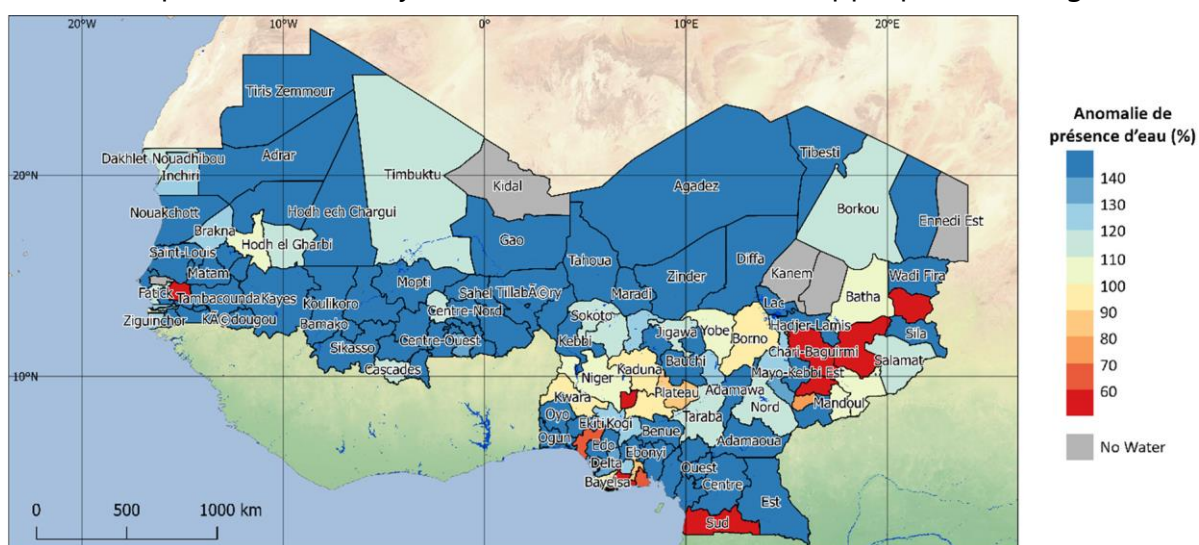 20°W
10°W
0°
10°E
20°E
Tiris Zemmour
Dakhlet Nouadhibou
Adrar
Tibesti
Inchiri
20°N
Timbuktu
Kidal
Agadez
Borkou
Nouakchott
Hodh ech Chargui
Ennedi Est
Brakna
Hodh el Gharbi
Gao
Saint-Louis
Tahoua
Zinder
Diffa
Kanem
Wadi Fira
Matam
Mopti
Fatick
Tambacounda
Kayes
Koulikoro
Sahel
TillabÃ©ry
Maradi
Lac
Batha
Centre-Nord
Sokoto
Ziguinchor
KÃ©dougou
Bamako
Jigawa
Yobe
Borno
Hadjer-Lamis
Sila
Sikasso
Centre-Ouest
Kebbi
Bauchi
Chari-Baguirmi
Salamat
Cascades
10°N
Niger
Kaduna
Adamawa
Mayo-Kebbi Est
Kwara
Plateau
Nord
Mandoul
Oyo
Ekiti
Kogi
Taraba
Ogun
Edo
Benue
Adamaoua
Delta
Ebonyi
Bayelsa
Ouest
Centre
Est
Sud
0
500
1000 km
Anomalie de
présence d'eau (%)
140
130
120
110
100
90
80
70
60
No Water